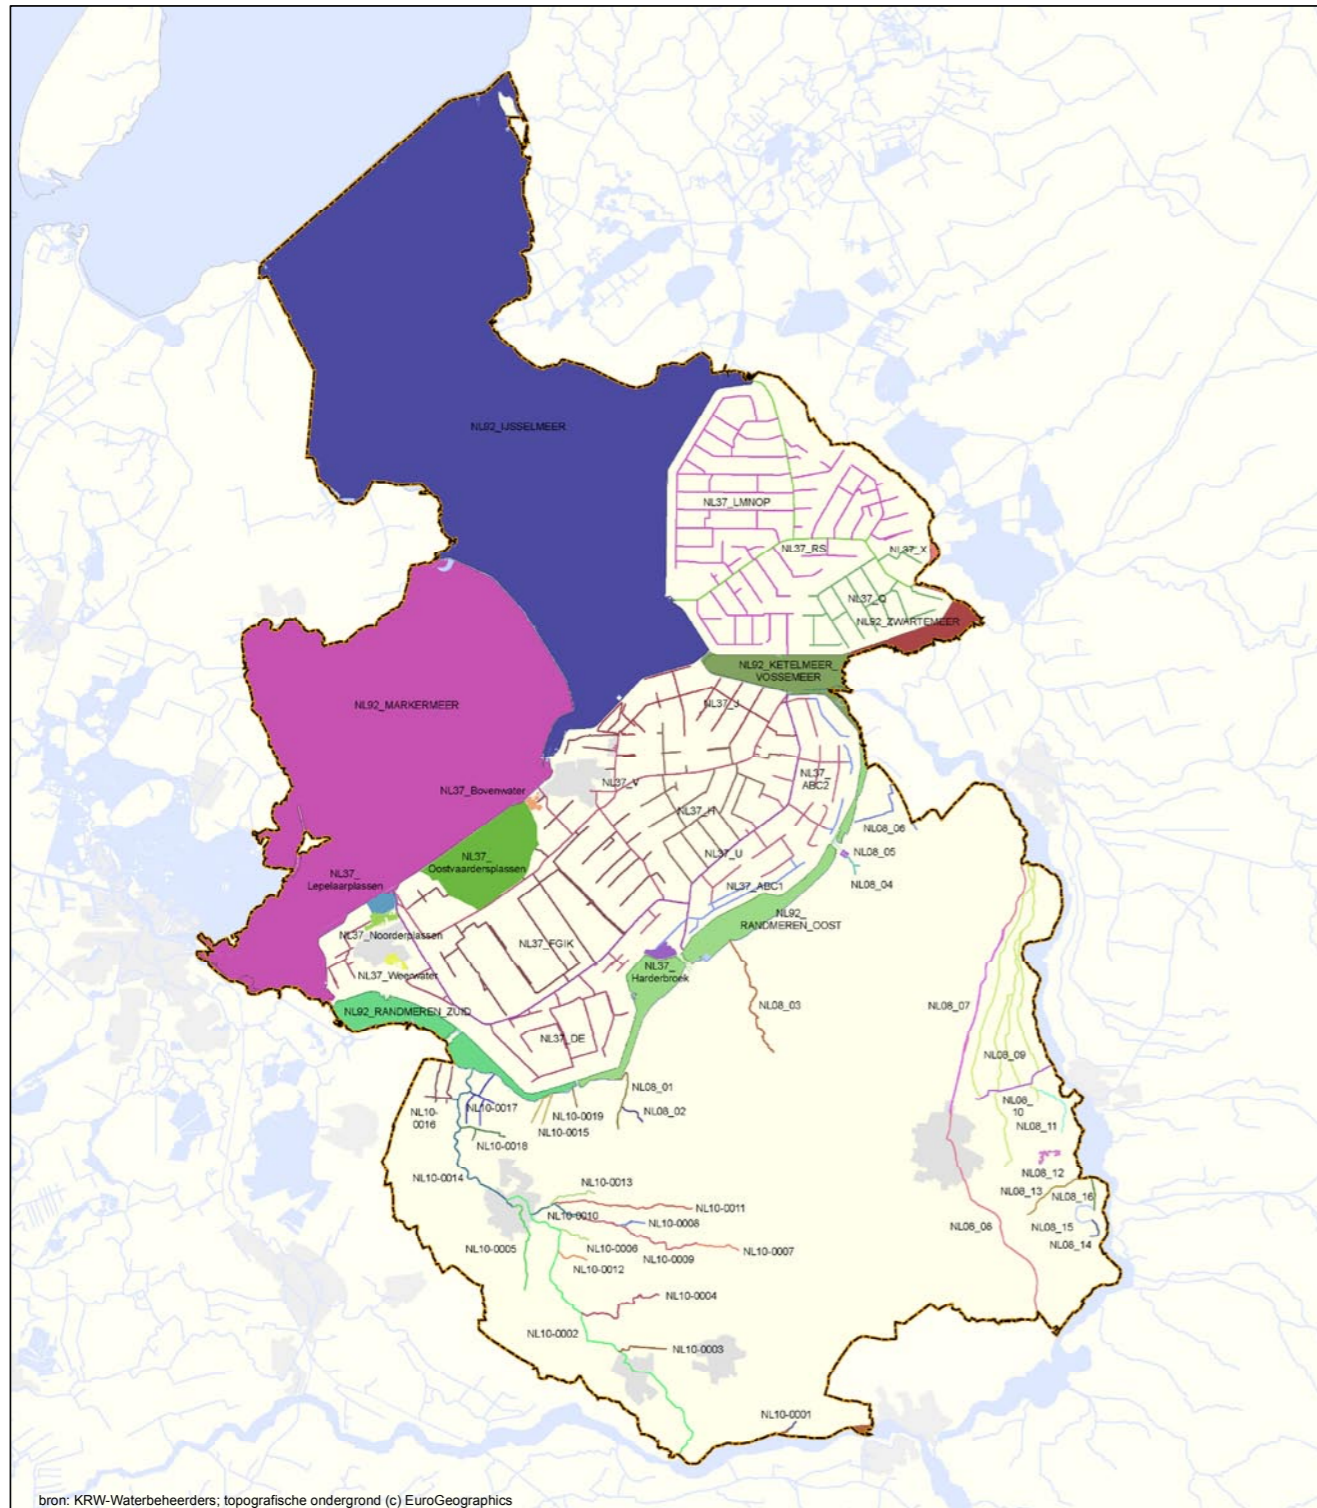 NL92_IJSSELMEER
NL37_LMNOP
NL37_RS
NL37_X
NL37_Q
NL92_ZWARTEMEER
NL92_KETELMEER_
VOSSEMEER
NL92_MARKERMEER
NL37_J
NL37_
ABC2
NL37_V
NL37_Bovenwater
NL37_H
NL08_06
NL37_U
NL08_05
NL37_
Oostvaardersplassen
NL08_04
NL37_
Lepelaarplassen
NL37_ABC1
NL92_
RANDMEREN_OOST
NL37_Noorderplassen
NL37_FGIK
NL37_
Harderbroek
NL37_Weerwater
NL08_03
NL08_07
NL92_RANDMEREN_ZUID
NL37_DE
NL08_09
NL08_01
NL08_02
NL10-
0016
NL10-0017
NL10-0019
NL10-0015
NL08_
10
NL08_11
NL10-0018
NL10-0014
NL08_12
NL10-0013
NL08_13
NL08_16
NL10-0011
NL10-0010
NL10-0008
NL08_08
NL08_15
NL08_14
NL10-0005
NL10-0006
NL10-0007
NL10-0009
NL10-0012
NL10-0004
NL10-0002
NL10-0003
NL10-0001
bron: KRW-Waterbeheerders; topografische ondergrond (c) EuroGeographics